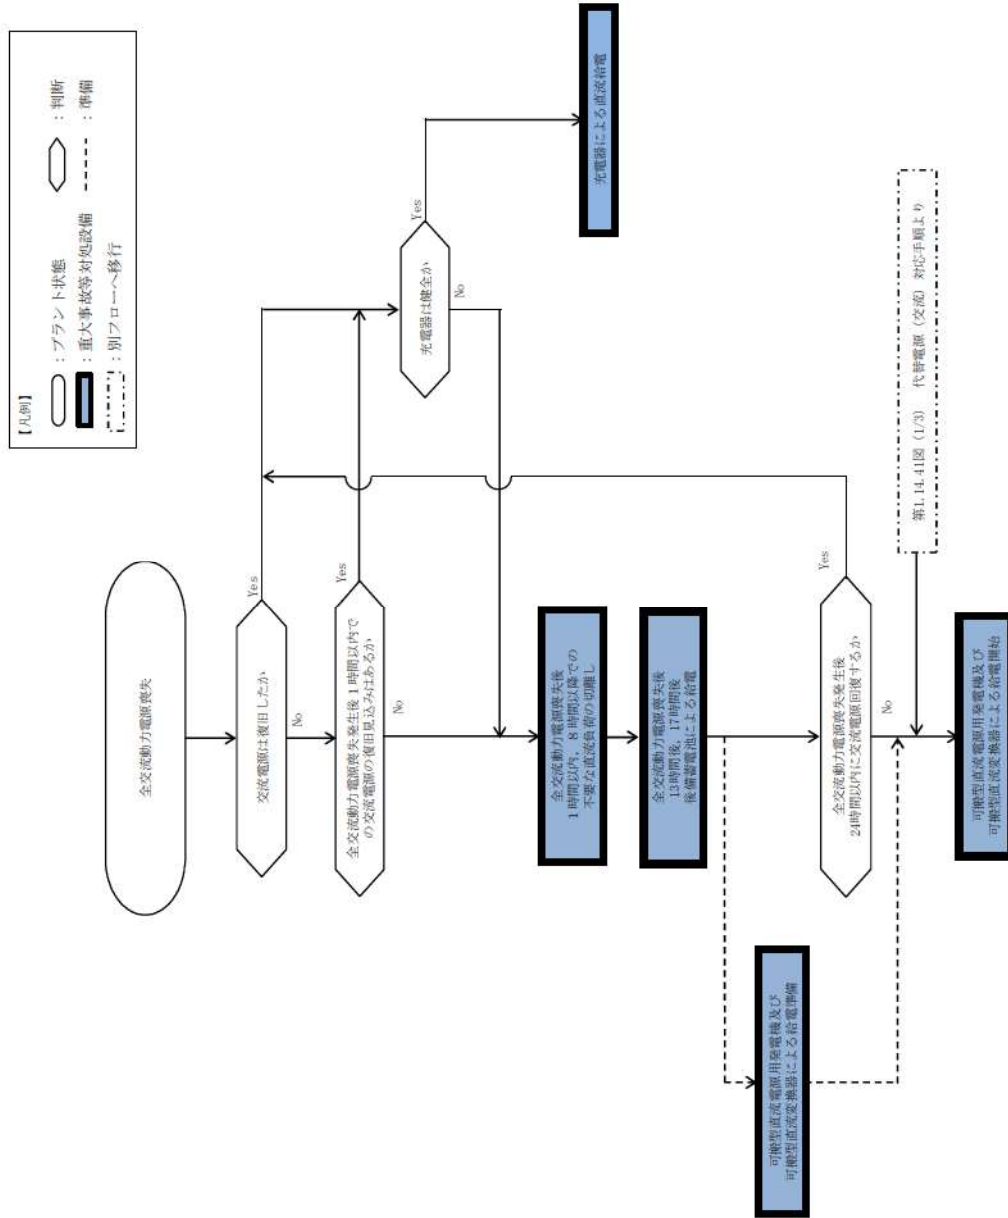 【凡例】
：プラント状態
：判断
：重大事故等対処設備
：準備
：別フローへ移行
全交流動力電源喪失
交流電源は復旧したか
Yes
No
全交流動力電源喪失発生後１時間以内で
の交流電源の復旧見込みはあるか
Yes
No
充電器は健全か
Yes
No
充電器による直流給電
全交流動力電源喪失後
１時間以内，８時間以降での
不要な直流負荷の切離し
全交流動力電源喪失後
13時間後，17時間後
後備蓄電池による給電
全交流動力電源喪失発生後
24時間以内に交流電源回復するか
Yes
No
可搬型直流電源用発電機及び
可搬型直流変換器による給電準備
第1.14.41図（1/3）　代替電源（交流）対応手順より
可搬型直流電源用発電機及び
可搬型直流変換器による給電開始